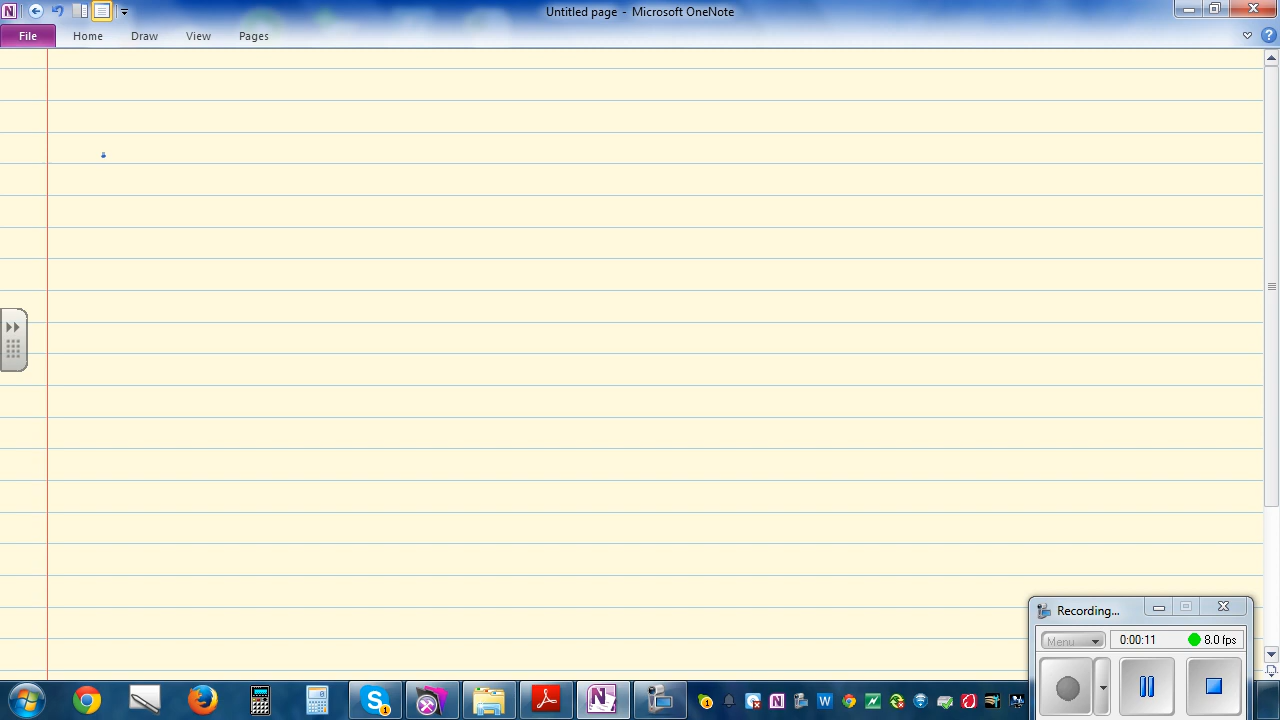 Untitled page - Microsoft OneNote
File Home Draw View Pages
Recording...
Menu 0:00:11 8.0 fps